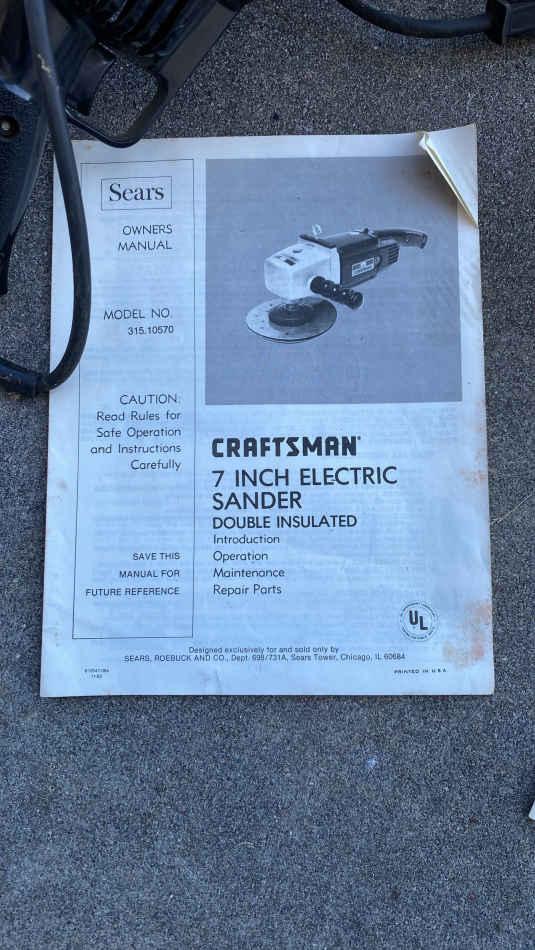 Sears
OWNERS
MANUAL
MODEL NO.
315.10570
CAUTION:
Read Rules for
Safe Operation
and Instructions
Carefully
SAVE THIS
MANUAL FOR
FUTURE REFERENCE
CRAFTSMAN®
7 INCH ELECTRIC
SANDER
DOUBLE INSULATED
Introduction
Operation
Maintenance
Repair Parts
UL
Designed exclusively for and sold only by
SEARS, ROEBUCK AND CO., Dept. 698/731A, Sears Tower, Chicago, IL 60684
PRINTED IN U.S.A.